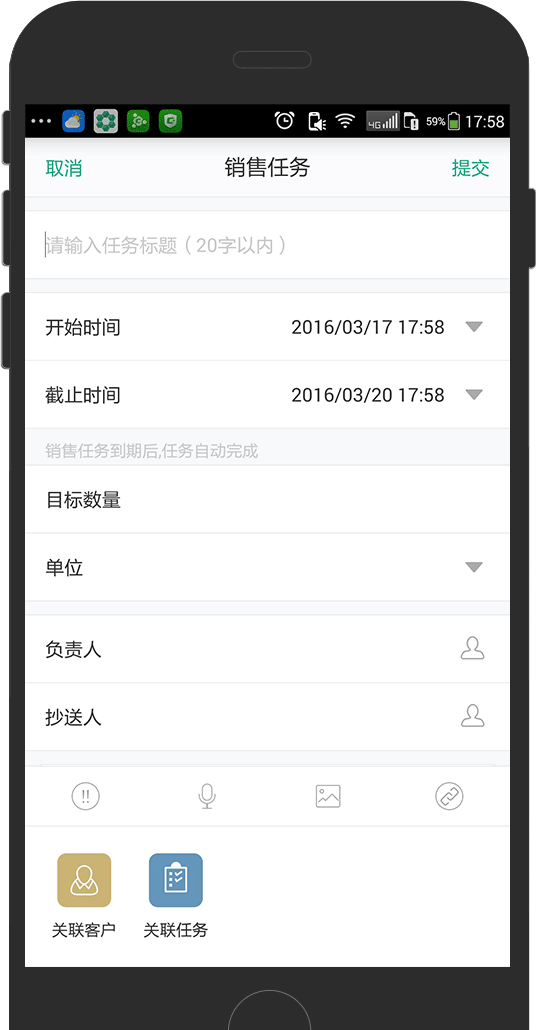 4G 59% 17:58
取消 销售任务 提交
请输入任务标题（20字以内）
开始时间 2016/03/17 17:58
截止时间 2016/03/20 17:58
销售任务到期后,任务自动完成
目标数量
单位
负责人
抄送人
关联客户 关联任务